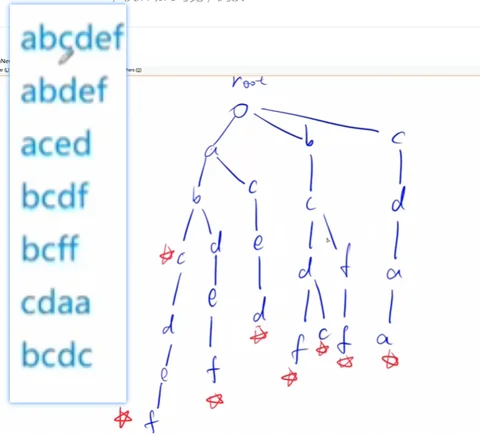 abcdef
abdef
aced
bcdf
bcff
cdaa
bcdc
root
a b c
b c c d
c d e d f a
d e d f c f a
e f
f